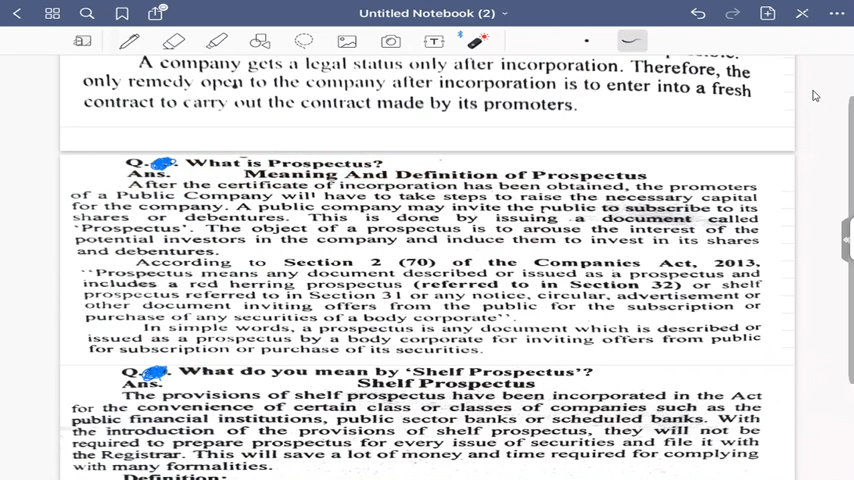 Untitled Notebook (2)
A company gets a legal status only after incorporation. Therefore, the
only remedy open to the company after incorporation is to enter into a fresh
contract to carry out the contract made by its promoters.
Q. What is Prospectus?
Ans. Meaning And Definition of Prospectus
After the certificate of incorporation has been obtained, the promoters
of a Public Company will have to take steps to raise the necessary capital
for the company. A public company may invite the public to subscribe to its
shares or debentures. This is done by issuing a document called
'Prospectus'. The object of a prospectus is to arouse the interest of the
potential investors in the company and induce them to invest in its shares
and debentures.
According to Section 2 (70) of the Companies Act, 2013,
"Prospectus means any document described or issued as a prospectus and
includes a red herring prospectus (referred to in Section 32) or shelf
prospectus referred to in Section 31 or any notice, circular, advertisement or
other document inviting offers from the public for the subscription or
purchase of any securities of a body corporate".
In simple words, a prospectus is any document which is described or
issued as a prospectus by a body corporate for inviting offers from public
for subscription or purchase of its securities.
Q. What do you mean by 'Shelf Prospectus'?
Ans. Shelf Prospectus
The provisions of shelf prospectus have been incorporated in the Act
for the convenience of certain class or classes of companies such as the
public financial institutions, public sector banks or scheduled banks. With
the introduction of the provisions of shelf prospectus, they will not be
required to prepare prospectus for every issue of securities and file it with
the Registrar. This will save a lot of money and time required for complying
with many formalities.
Definition: